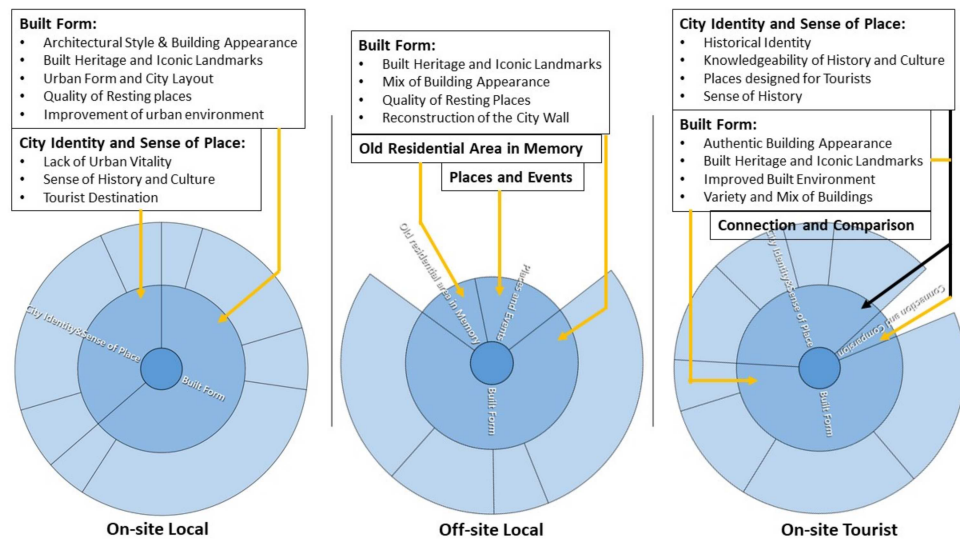 Built Form:
• Architectural Style & Building Appearance
• Built Heritage and Iconic Landmarks
• Urban Form and City Layout
• Quality of Resting places
• Improvement of urban environment
City Identity and Sense of Place:
• Lack of Urban Vitality
• Sense of History and Culture
• Tourist Destination
City Identity&Sense of Place
Built Form
On-site Local
Built Form:
• Built Heritage and Iconic Landmarks
• Mix of Building Appearance
• Quality of Resting Places
• Reconstruction of the City Wall
Old Residential Area in Memory
Places and Events
Old residential area in Memory
Places and Events
Built Form
Off-site Local
City Identity and Sense of Place:
• Historical Identity
• Knowledgeability of History and Culture
• Places designed for Tourists
• Sense of History
Built Form:
• Authentic Building Appearance
• Built Heritage and Iconic Landmarks
• Improved Built Environment
• Variety and Mix of Buildings
Connection and Comparison
City Identity&Sense of Place
Connection and Comparsion
Built Form
On-site Tourist